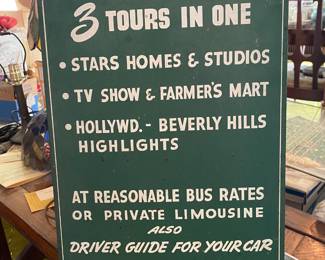 3 TOURS IN ONE
• STARS HOMES & STUDIOS
• TV SHOW & FARMER'S MART
• HOLLYWD. - BEVERLY HILLS
HIGHLIGHTS
AT REASONABLE BUS RATES
OR PRIVATE LIMOUSINE
ALSO
DRIVER GUIDE FOR YOUR CAR